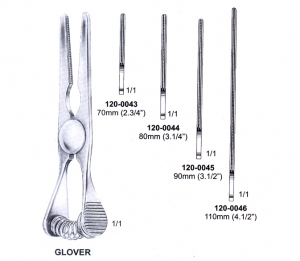 1/1
120-0043
70mm (2.3/4")
1/1
120-0044
80mm (3.1/4")
1/1
120-0045
90mm (3.1/2")
1/1
120-0046
110mm (4.1/2")
1/1
GLOVER